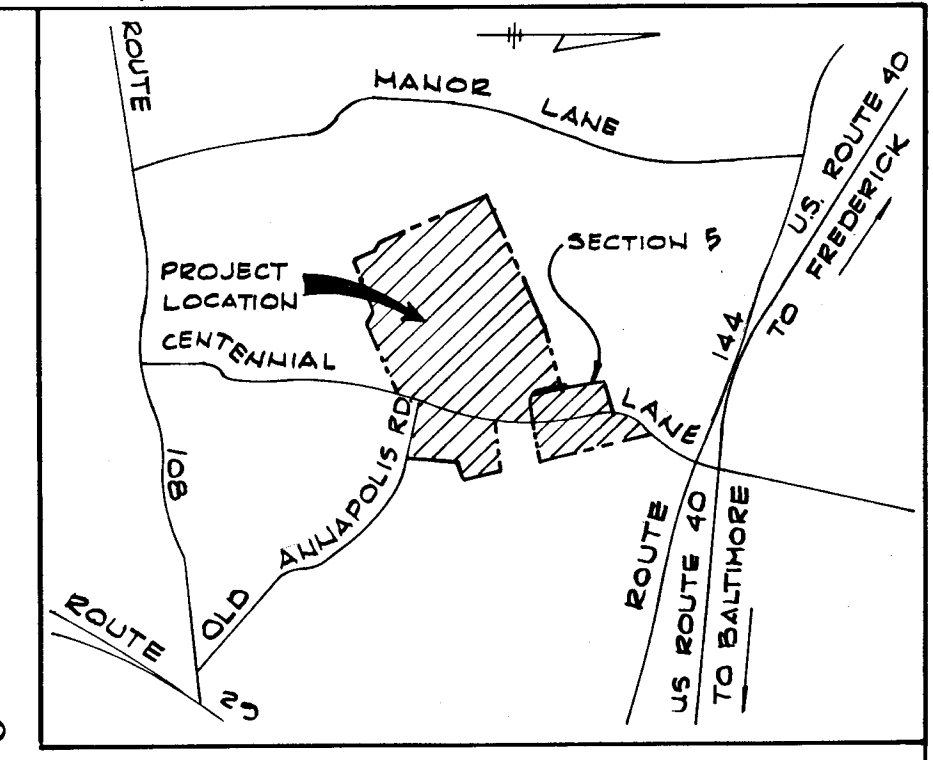 ROUTE
MANOR
LANE
U.S. ROUTE 40
TO FREDERICK
SECTION 5
PROJECT
LOCATION
CENTENNIAL
LANE
144
108
OLD ANNAPOLIS RD
ROUTE
29
ROUTE
US ROUTE 40
TO BALTIMORE